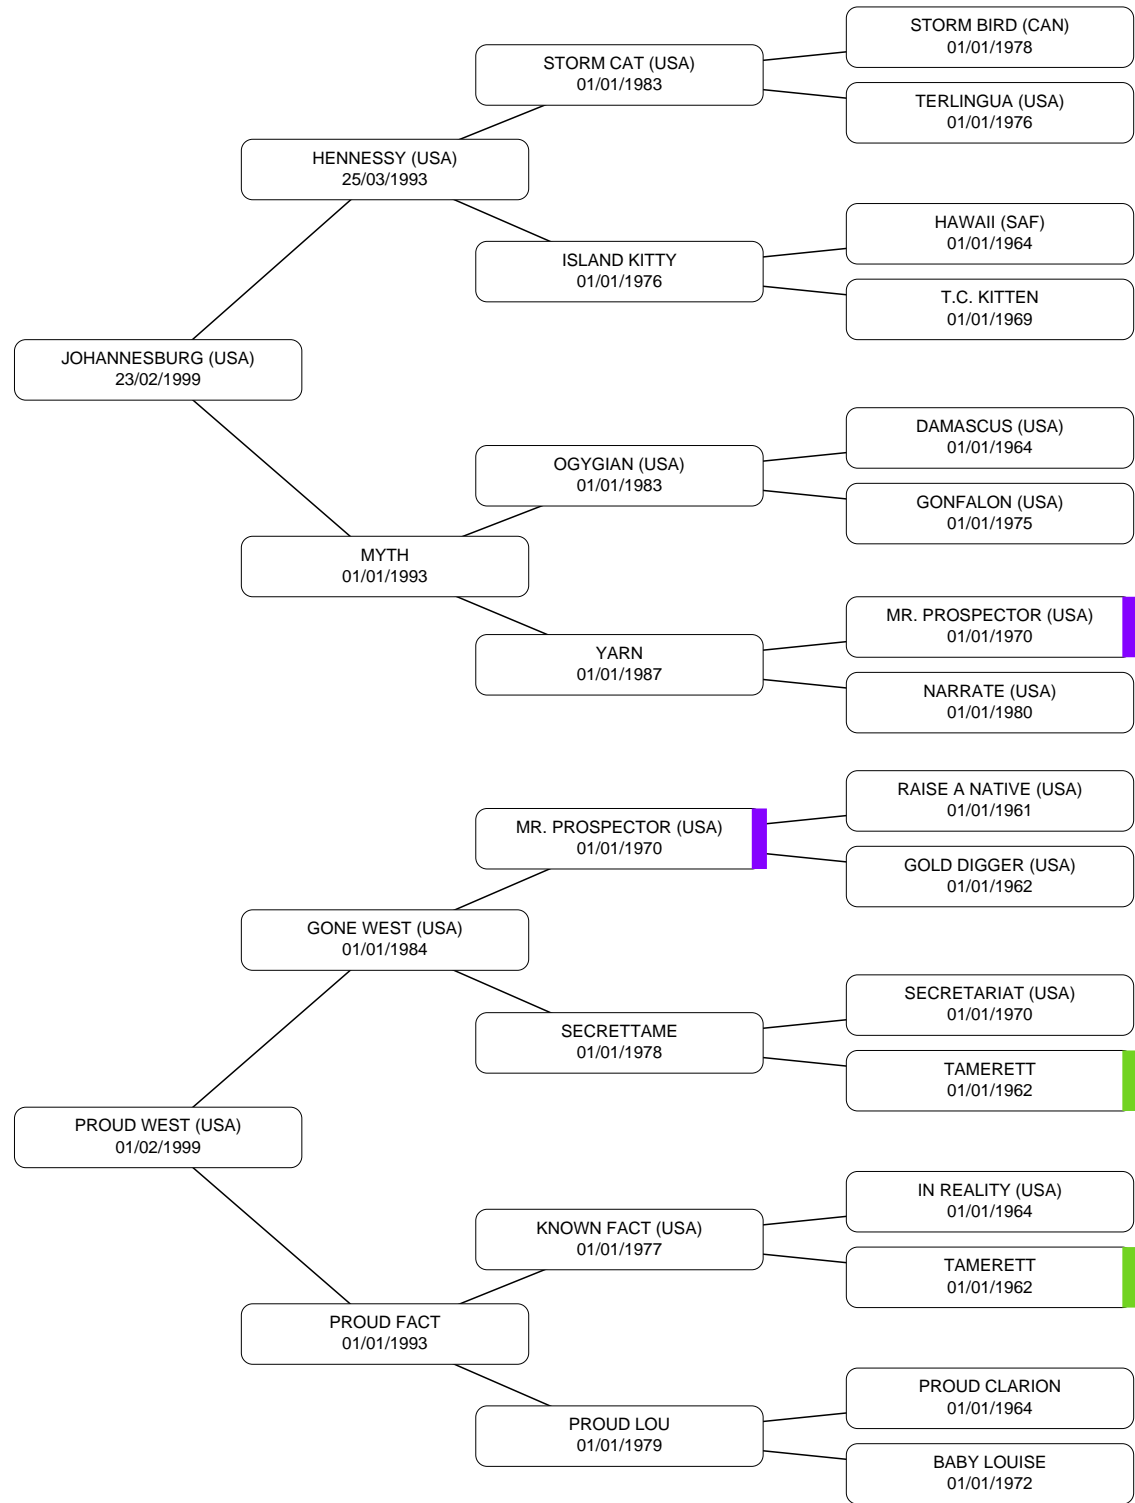 STORM BIRD (CAN)
01/01/1978
STORM CAT (USA)
01/01/1983
TERLINGUA (USA)
01/01/1976
HENNESSY (USA)
25/03/1993
HAWAII (SAF)
01/01/1964
ISLAND KITTY
01/01/1976
T.C. KITTEN
01/01/1969
JOHANNESBURG (USA)
23/02/1999
DAMASCUS (USA)
01/01/1964
OGYGIAN (USA)
01/01/1983
GONFALON (USA)
01/01/1975
MYTH
01/01/1993
MR. PROSPECTOR (USA)
01/01/1970
YARN
01/01/1987
NARRATE (USA)
01/01/1980
RAISE A NATIVE (USA)
01/01/1961
MR. PROSPECTOR (USA)
01/01/1970
GOLD DIGGER (USA)
01/01/1962
GONE WEST (USA)
01/01/1984
SECRETARIAT (USA)
01/01/1970
SECRETTAME
01/01/1978
TAMERETT
01/01/1962
PROUD WEST (USA)
01/02/1999
IN REALITY (USA)
01/01/1964
KNOWN FACT (USA)
01/01/1977
TAMERETT
01/01/1962
PROUD FACT
01/01/1993
PROUD CLARION
01/01/1964
PROUD LOU
01/01/1979
BABY LOUISE
01/01/1972